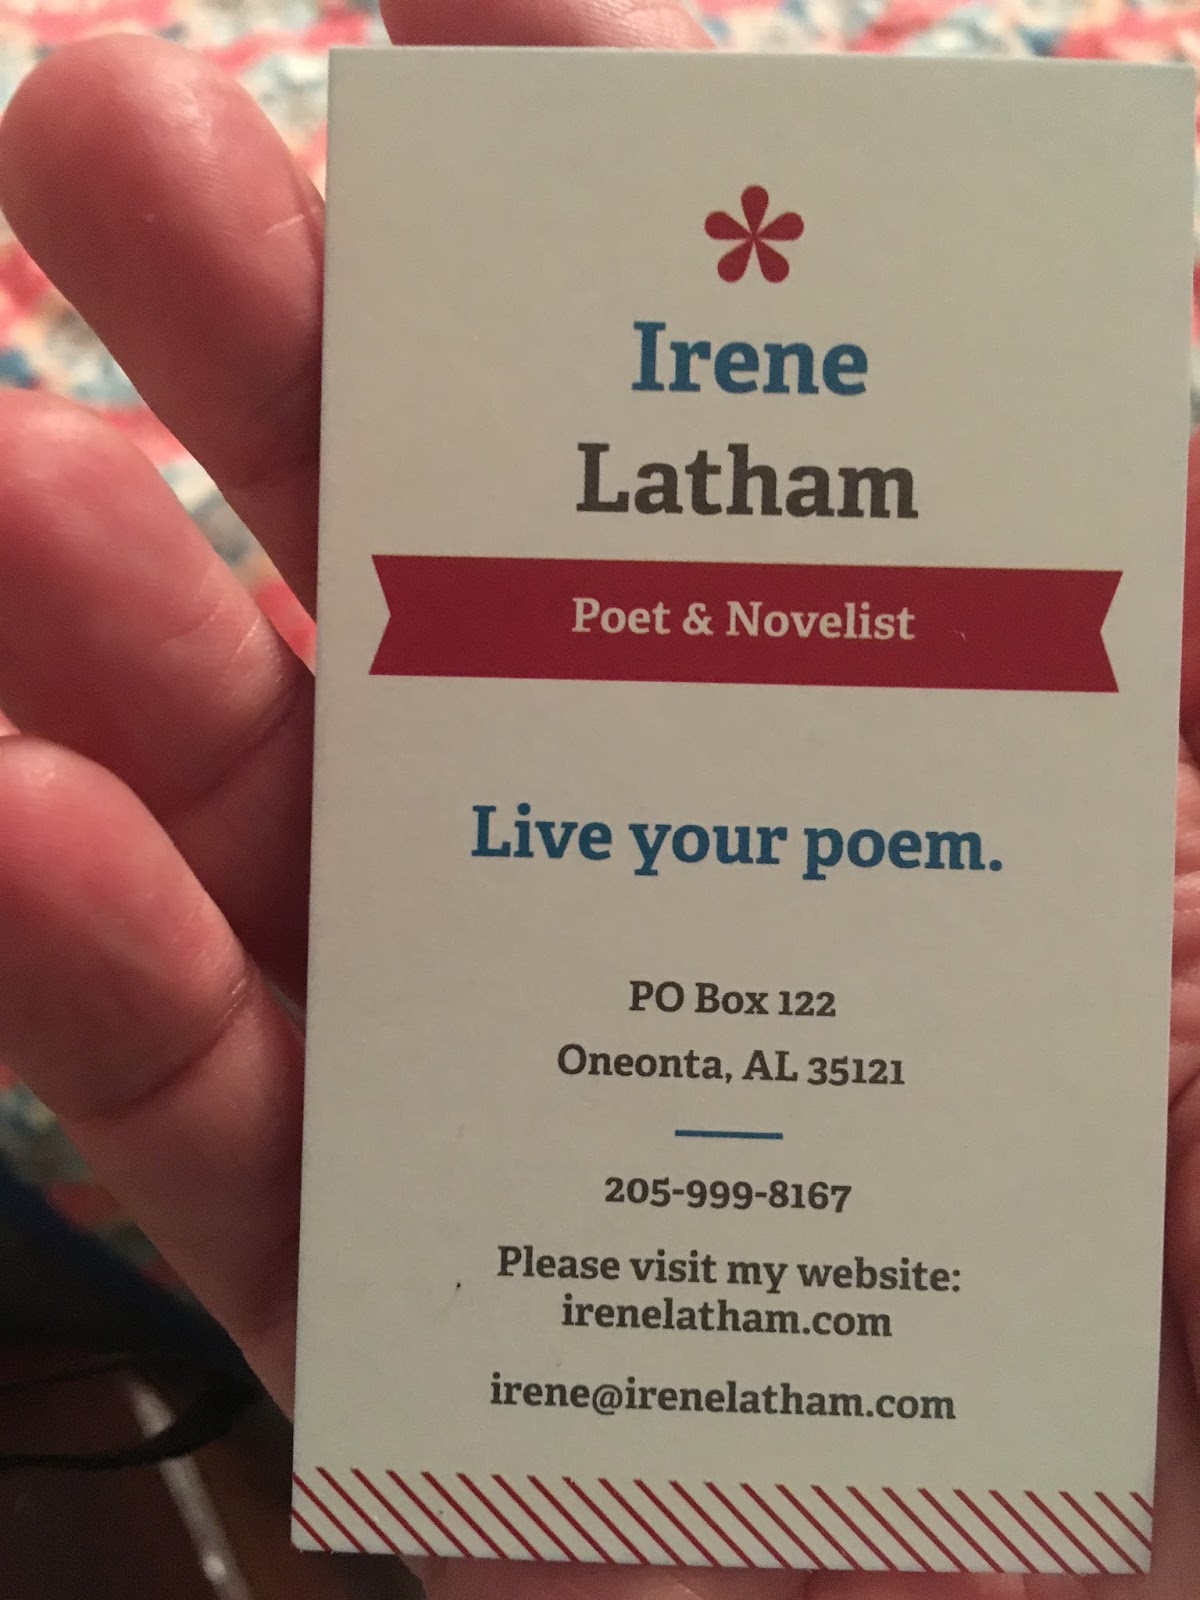 Irene
Latham
Poet & Novelist
Live your poem.
PO Box 122
Oneonta, AL 35121
205-999-8167
Please visit my website:
irenelatham.com
irene@irenelatham.com